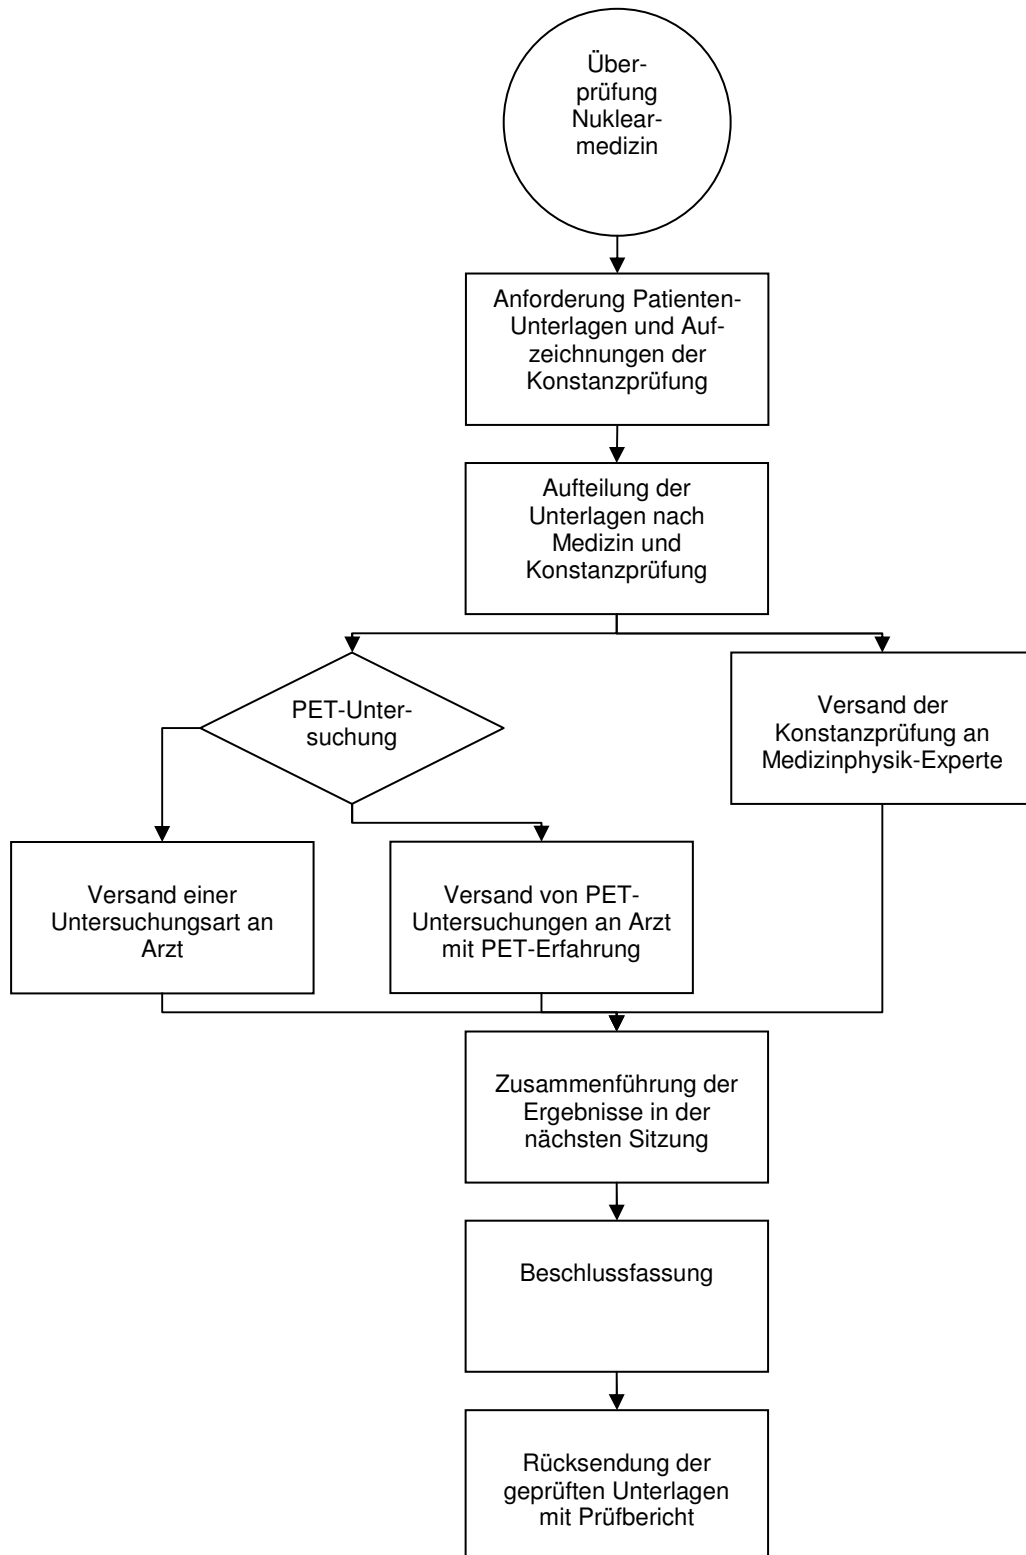 Über-
prüfung
Nuklear-
medizin
Anforderung Patienten-
Unterlagen und Auf-
zeichnungen der
Konstanzprüfung
Aufteilung der
Unterlagen nach
Medizin und
Konstanzprüfung
PET-Unter-
suchung
Versand der
Konstanzprüfung an
Medizinphysik-Experte
Versand einer
Untersuchungsart an
Arzt
Versand von PET-
Untersuchungen an Arzt
mit PET-Erfahrung
Zusammenführung der
Ergebnisse in der
nächsten Sitzung
Beschlussfassung
Rücksendung der
geprüften Unterlagen
mit Prüfbericht